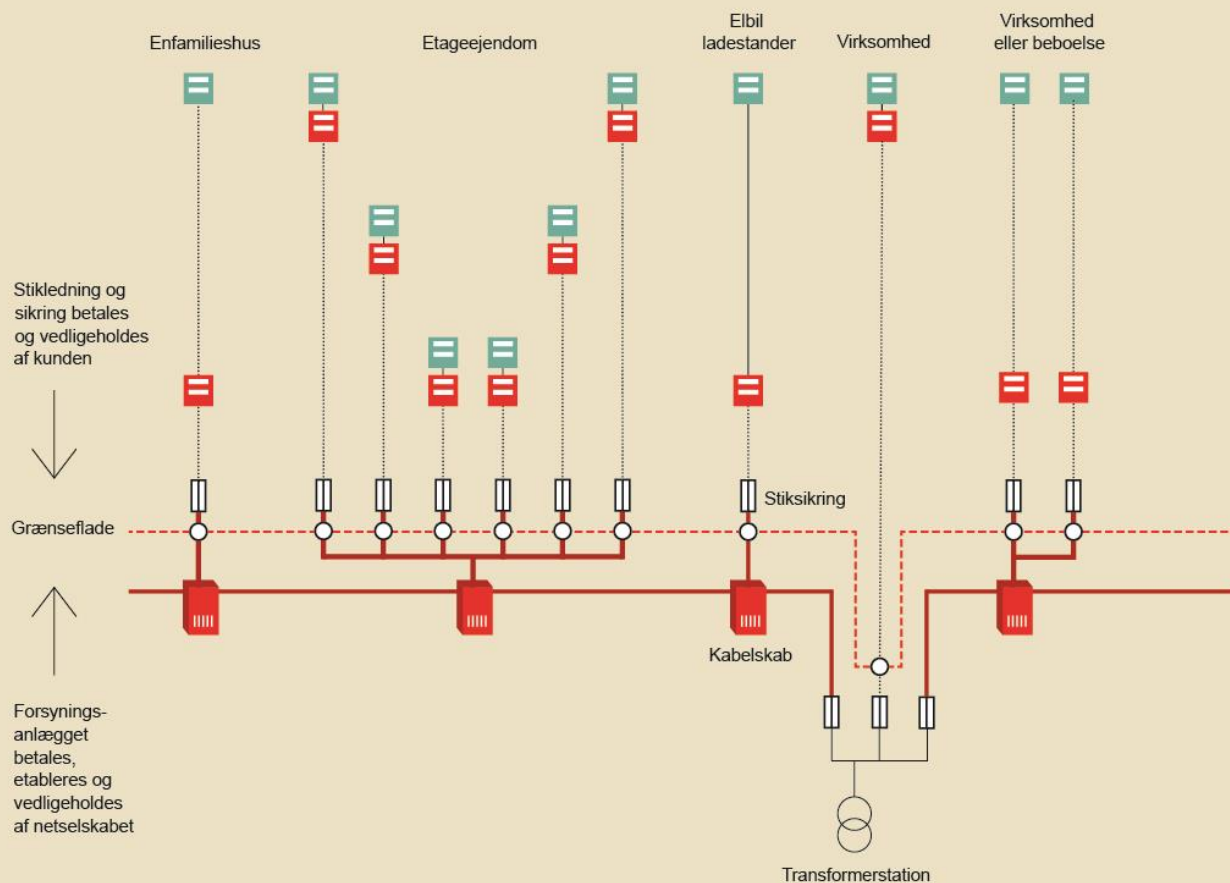 Enfamilieshus
Etageejendom
Elbil
ladestander
Virksomhed
Virksomhed
eller beboelse
Stikledning og
sikring betales
og vedligeholdes
af kunden
Stiksikring
Grænseflade
Kabelskab
Forsynings-
anlægget
betales,
etableres og
vedligeholdes
af netselskabet
Transformerstation